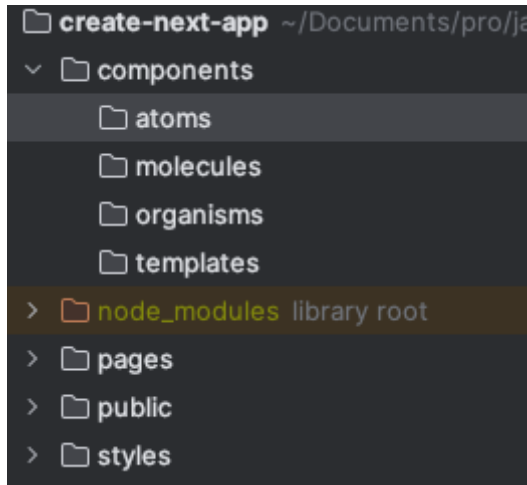 create-next-app ~/Documents/pro/ja
components
atoms
molecules
organisms
templates
node_modules library root
pages
public
styles